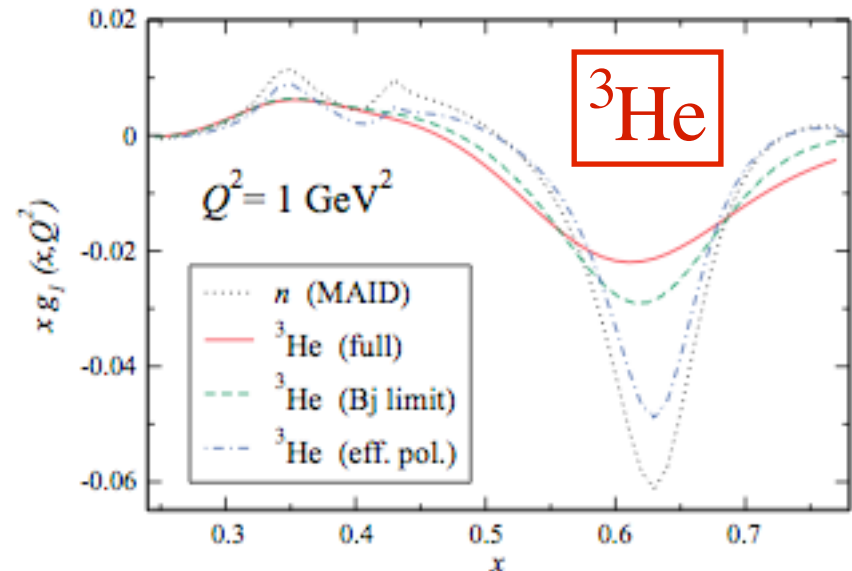 0.02
0
-0.02
-0.04
-0.06
x g₁ (x,Q²)
³He
Q² = 1 GeV²
n (MAID)
³He (full)
³He (Bj limit)
³He (eff. pol.)
0.3 0.4 0.5 0.6 0.7
x